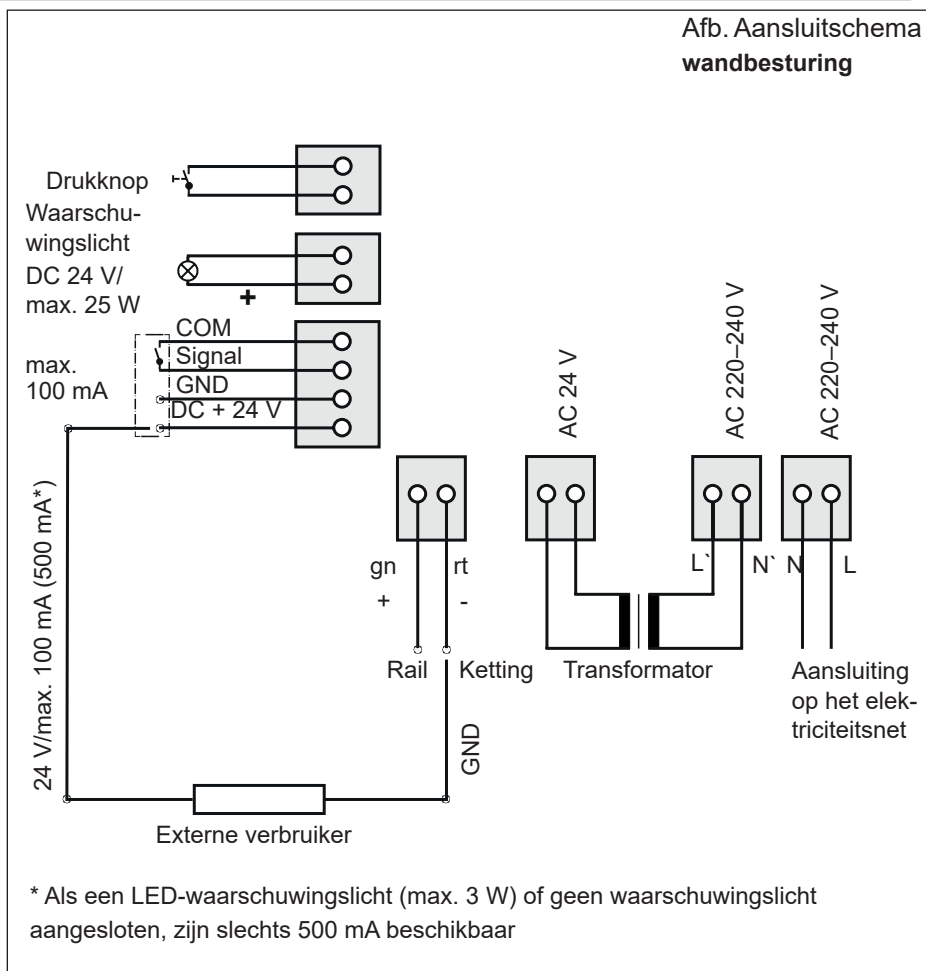 Afb. Aansluitschema
wandbesturing
Drukknop
Waarschu-
wingslicht
DC 24 V/
max. 25 W
+
COM
Signal
GND
DC + 24 V
max.
100 mA
AC 24 V
AC 220–240 V
AC 220–240 V
gn
rt
+
-
L`
N`
N
L
Rail
Ketting
Transformator
Aansluiting
op het elek-
triciteitsnet
24 V/max. 100 mA (500 mA*)
GND
Externe verbruiker
* Als een LED-waarschuwingslicht (max. 3 W) of geen waarschuwingslicht
aangesloten, zijn slechts 500 mA beschikbaar